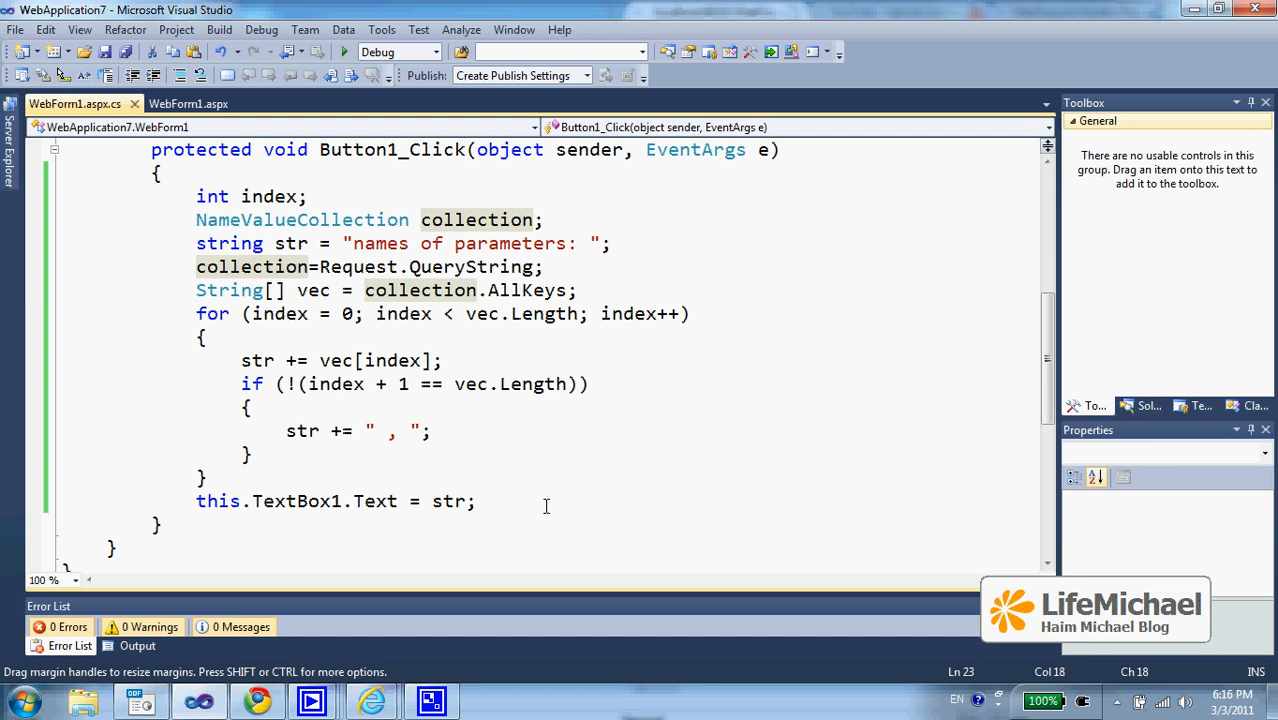 WebApplication7 - Microsoft Visual Studio
File Edit View Refactor Project Build Debug Team Data Tools Test Analyze Window Help
Debug
Publish: Create Publish Settings
WebForm1.aspx.cs WebForm1.aspx
WebApplication7.WebForm1 Button1_Click(object sender, EventArgs e)
Server Explorer
protected void Button1_Click(object sender, EventArgs e)
{
int index;
NameValueCollection collection;
string str = "names of parameters: ";
collection=Request.QueryString;
String[] vec = collection.AllKeys;
for (index = 0; index < vec.Length; index++)
{
str += vec[index];
if (!(index + 1 == vec.Length))
{
str += " , ";
}
}
this.TextBox1.Text = str;
}
}
}
100 %
Toolbox
General
There are no usable controls in this
group. Drag an item onto this text to
add it to the toolbox.
To... Sol... Te... Cla...
Properties
Error List
0 Errors 0 Warnings 0 Messages
Error List Output
LifeMichael
Haim Michael Blog
Drag margin handles to resize margins. Press SHIFT or CTRL for more options. Ln 23 Col 18 Ch 18 INS
EN 100% 6:16 PM
3/3/2011